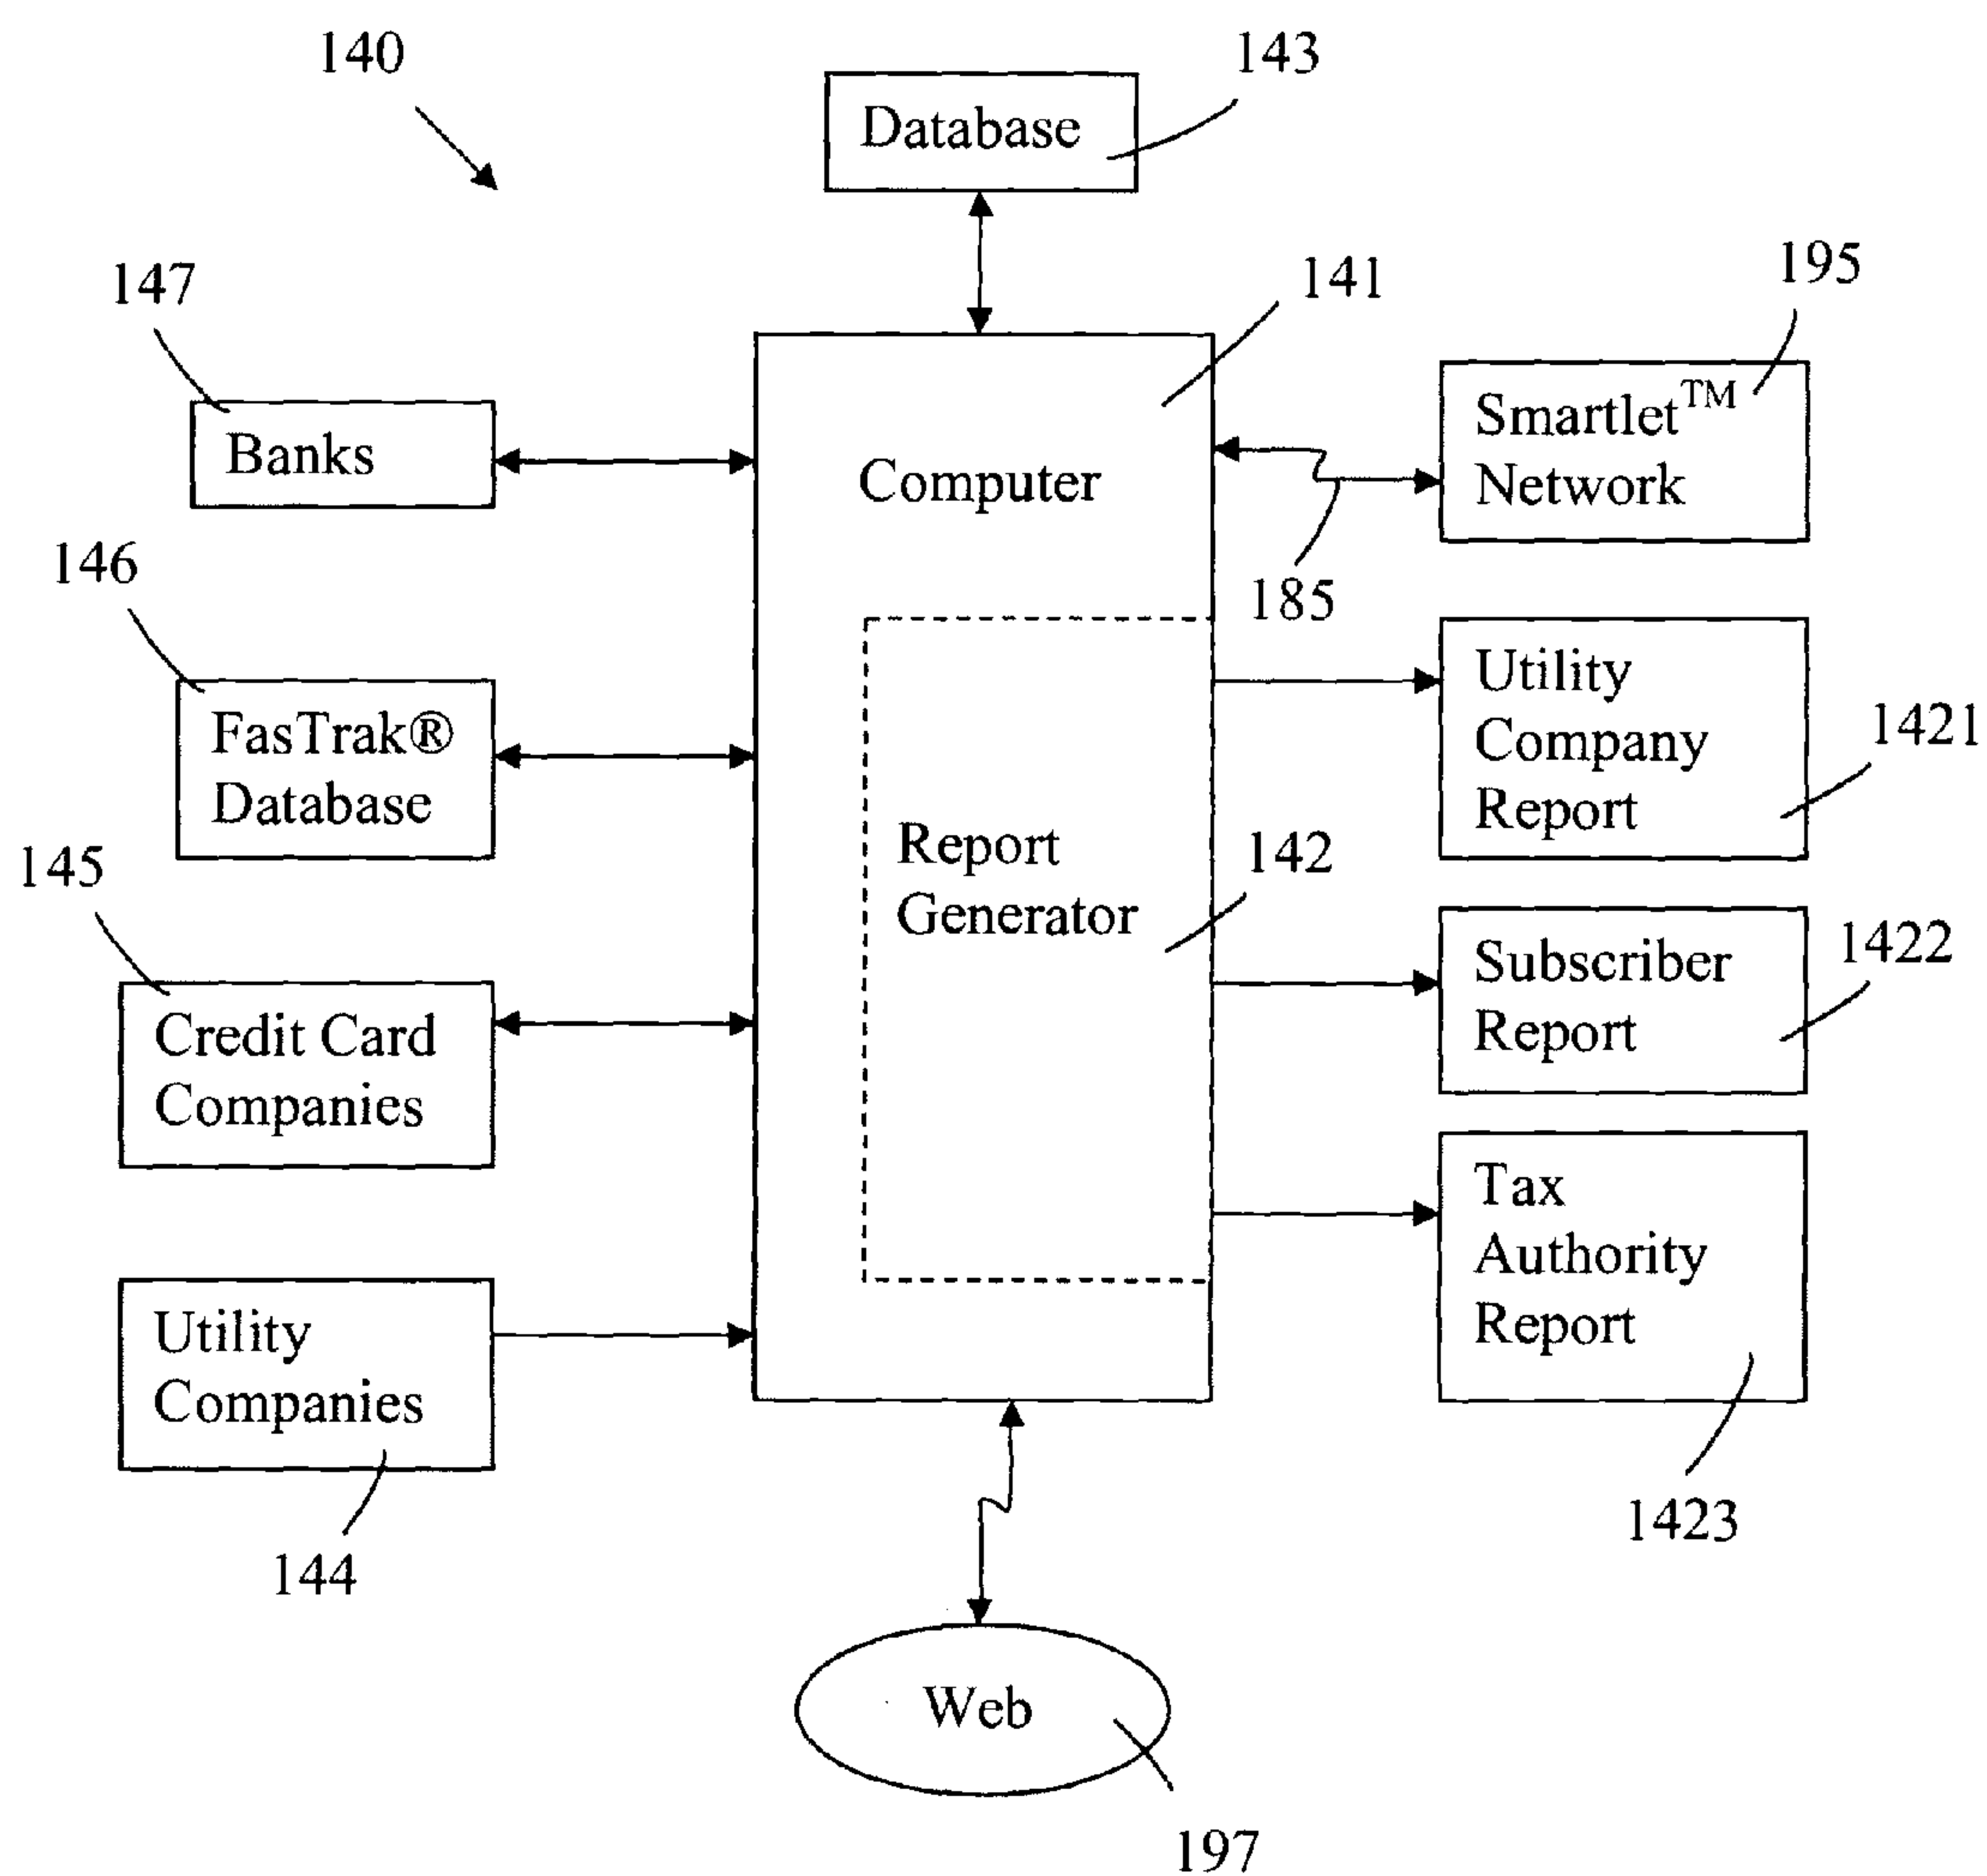 140
143
Database
147
141
195
Banks
Computer
Smartlet™
Network
146
185
FasTrak®
Database
Utility
Company
Report
1421
145
Report
Generator
142
Credit Card
Companies
Subscriber
Report
1422
Utility
Companies
Tax
Authority
Report
144
1423
Web
197